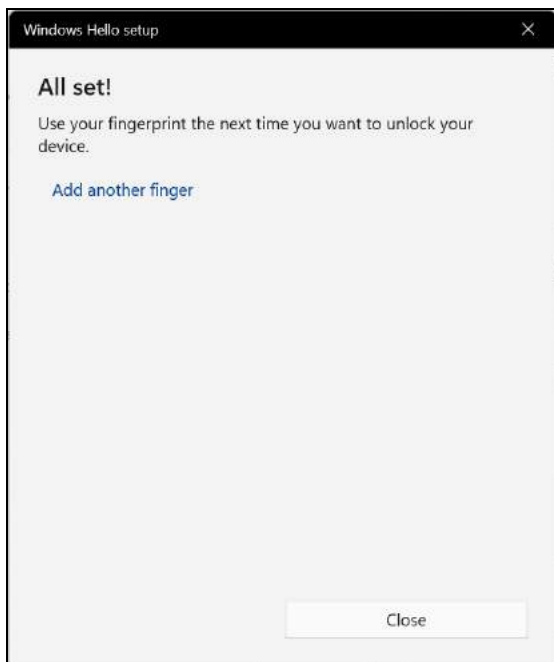 Windows Hello setup
All set!
Use your fingerprint the next time you want to unlock your
device.
Add another finger
Close